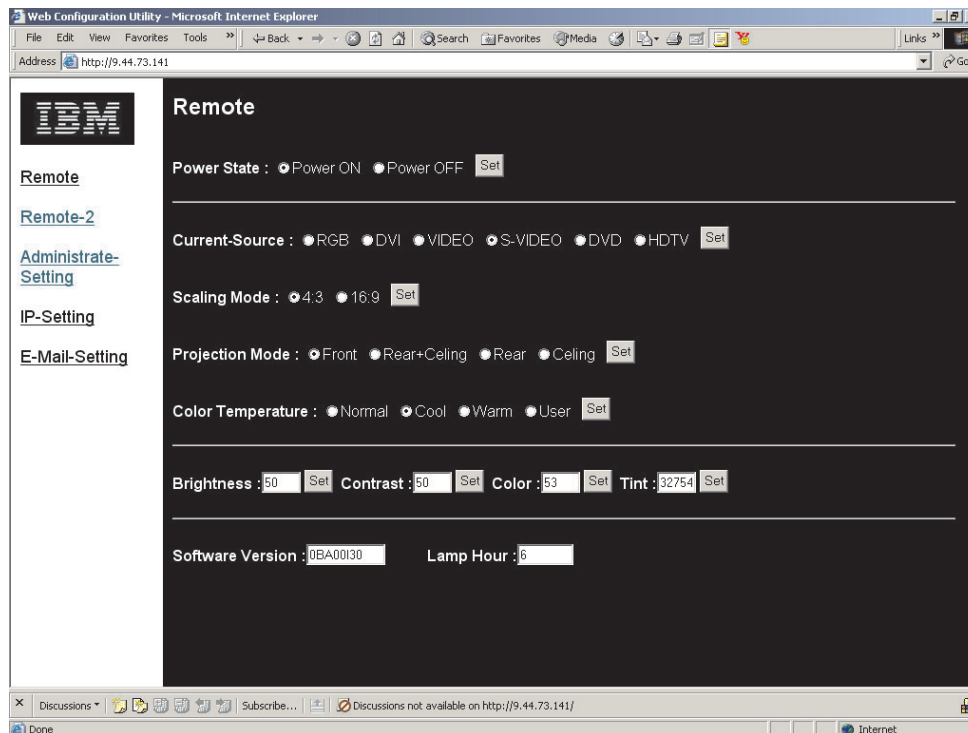 Web Configuration Utility - Microsoft Internet Explorer
File Edit View Favorites Tools » Back Search Favorites Media Links »
Address http://9.44.73.141 Go
IBM
Remote
Remote-2
Administrate-
Setting
IP-Setting
E-Mail-Setting
Remote
Power State : Power ON Power OFF Set
Current-Source : RGB DVI VIDEO S-VIDEO DVD HDTV Set
Scaling Mode : 4:3 16:9 Set
Projection Mode : Front Rear+Celing Rear Celing Set
Color Temperature : Normal Cool Warm User Set
Brightness : 50 Set Contrast : 50 Set Color : 53 Set Tint : 32754 Set
Software Version : 0BA00I30 Lamp Hour : 6
Discussions Subscribe... Discussions not available on http://9.44.73.141/
Done Internet